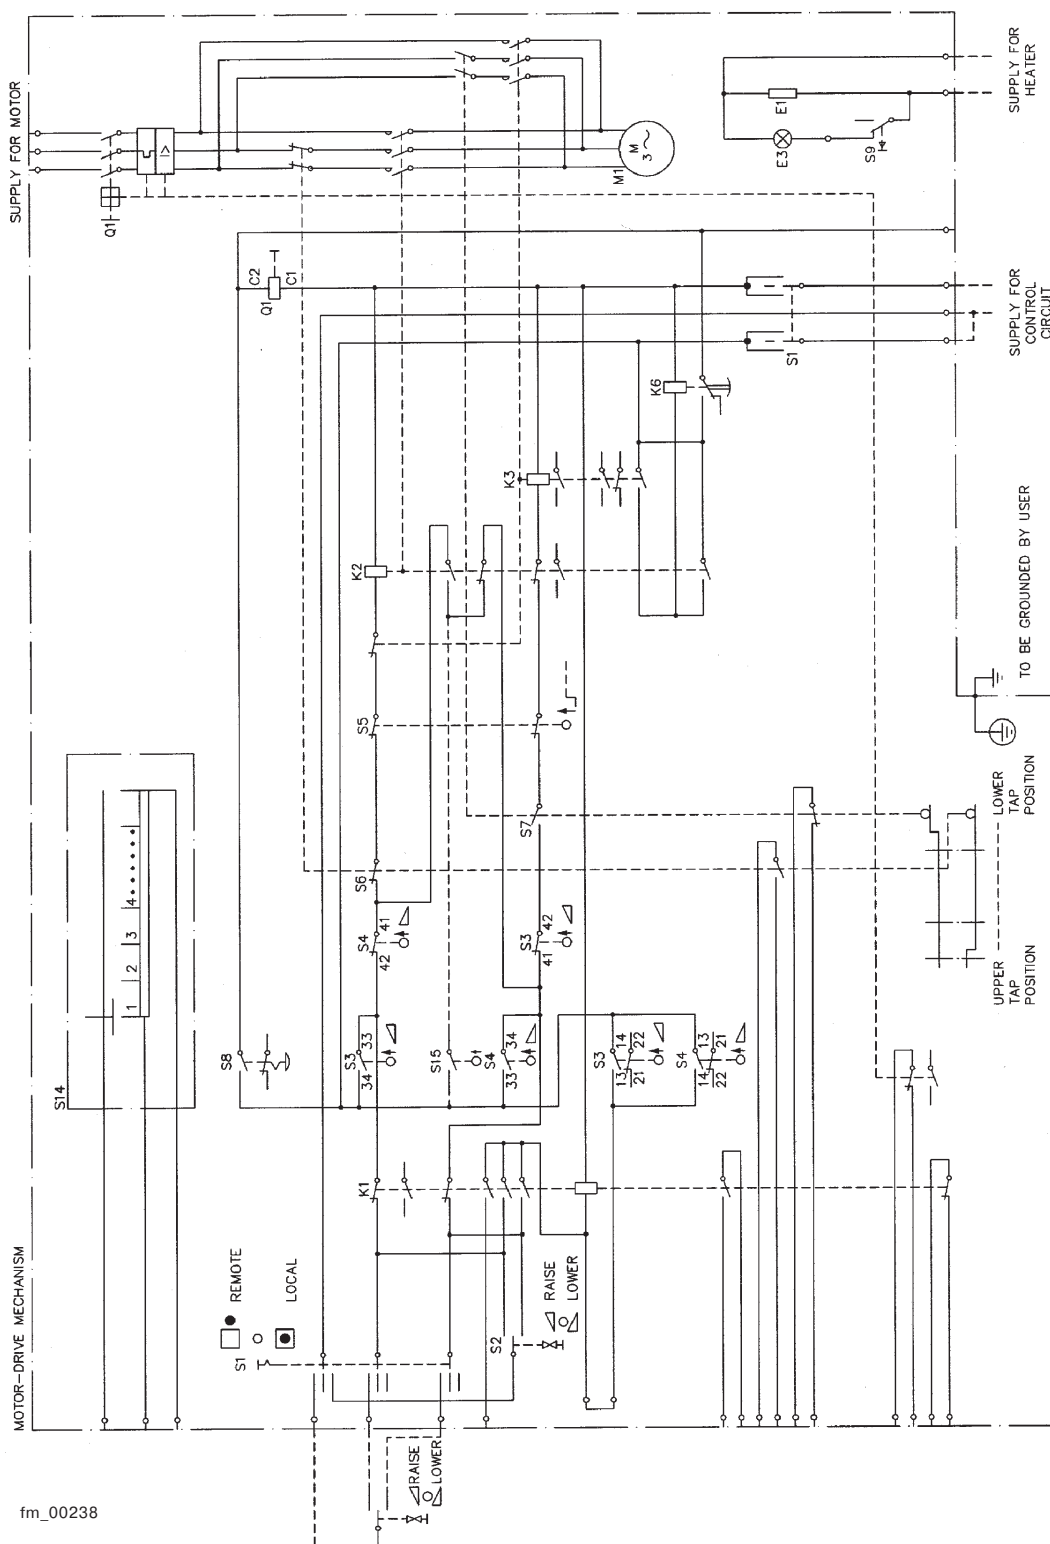 MOTOR-DRIVE MECHANISM
SUPPLY FOR MOTOR
Q1
I>
M
3~
M1
E1
E3
S9
SUPPLY FOR
HEATER
C2
C1
Q1
SUPPLY FOR
CONTROL
CIRCUIT
S1
K6
K3
K2
TO BE GROUNDED BY USER
S5
S7
S6
S4
41
42
S3
42
41
LOWER
TAP
POSITION
UPPER
TAP
POSITION
S14
1
2
3
4
S8
S3
33
34
S15
S4
34
33
S3
14
22
13
21
S4
13
21
14
22
K1
REMOTE
LOCAL
S1
S2
RAISE
LOWER
RAISE
LOWER
fm_00238